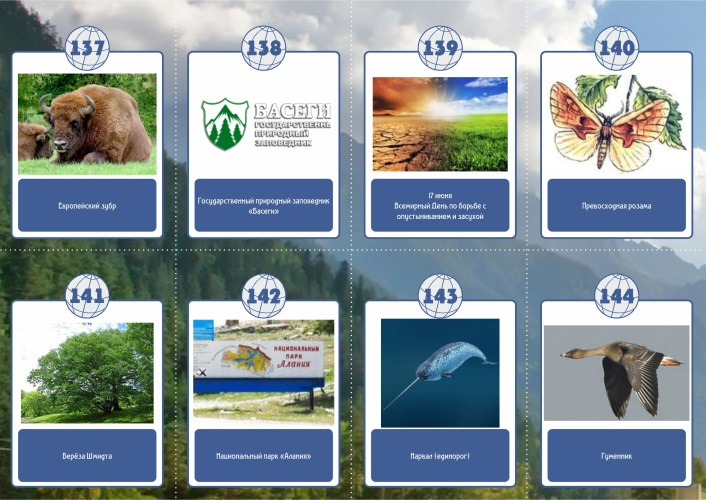 137
138
139
140
БАСЕГИ
ГОСУДАРСТВЕННЫЙ
ПРИРОДНЫЙ
ЗАПОВЕДНИК
Европейский зубр
Государственный природный заповедник
«Басеги»
17 июня
Всемирный День по борьбе с
опустыниванием и засухой
Превосходная розама
141
142
143
144
НАЦИОНАЛЬНЫЙ
ПАРК
АЛАНИЯ
Берёза Шмидта
Национальный парк «Алания»
Нарвал (единорог)
Гуменник